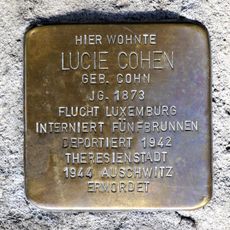 HIER WOHNTE
LUCIE COHEN
GEB. COHN
JG. 1873
FLUCHT LUXEMBURG
INTERNIERT FÜNFBRUNNEN
DEPORTIERT 1942
THERESIENSTADT
1944 AUSCHWITZ
ERMORDET